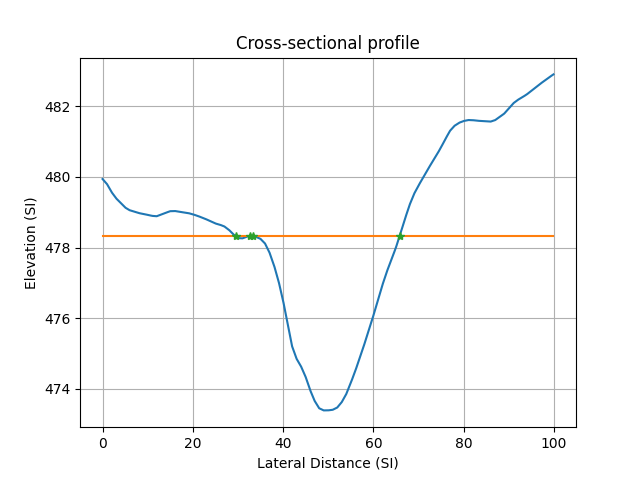 Cross-sectional profile
Elevation (SI)
482
480
478
476
474
0 20 40 60 80 100
Lateral Distance (SI)